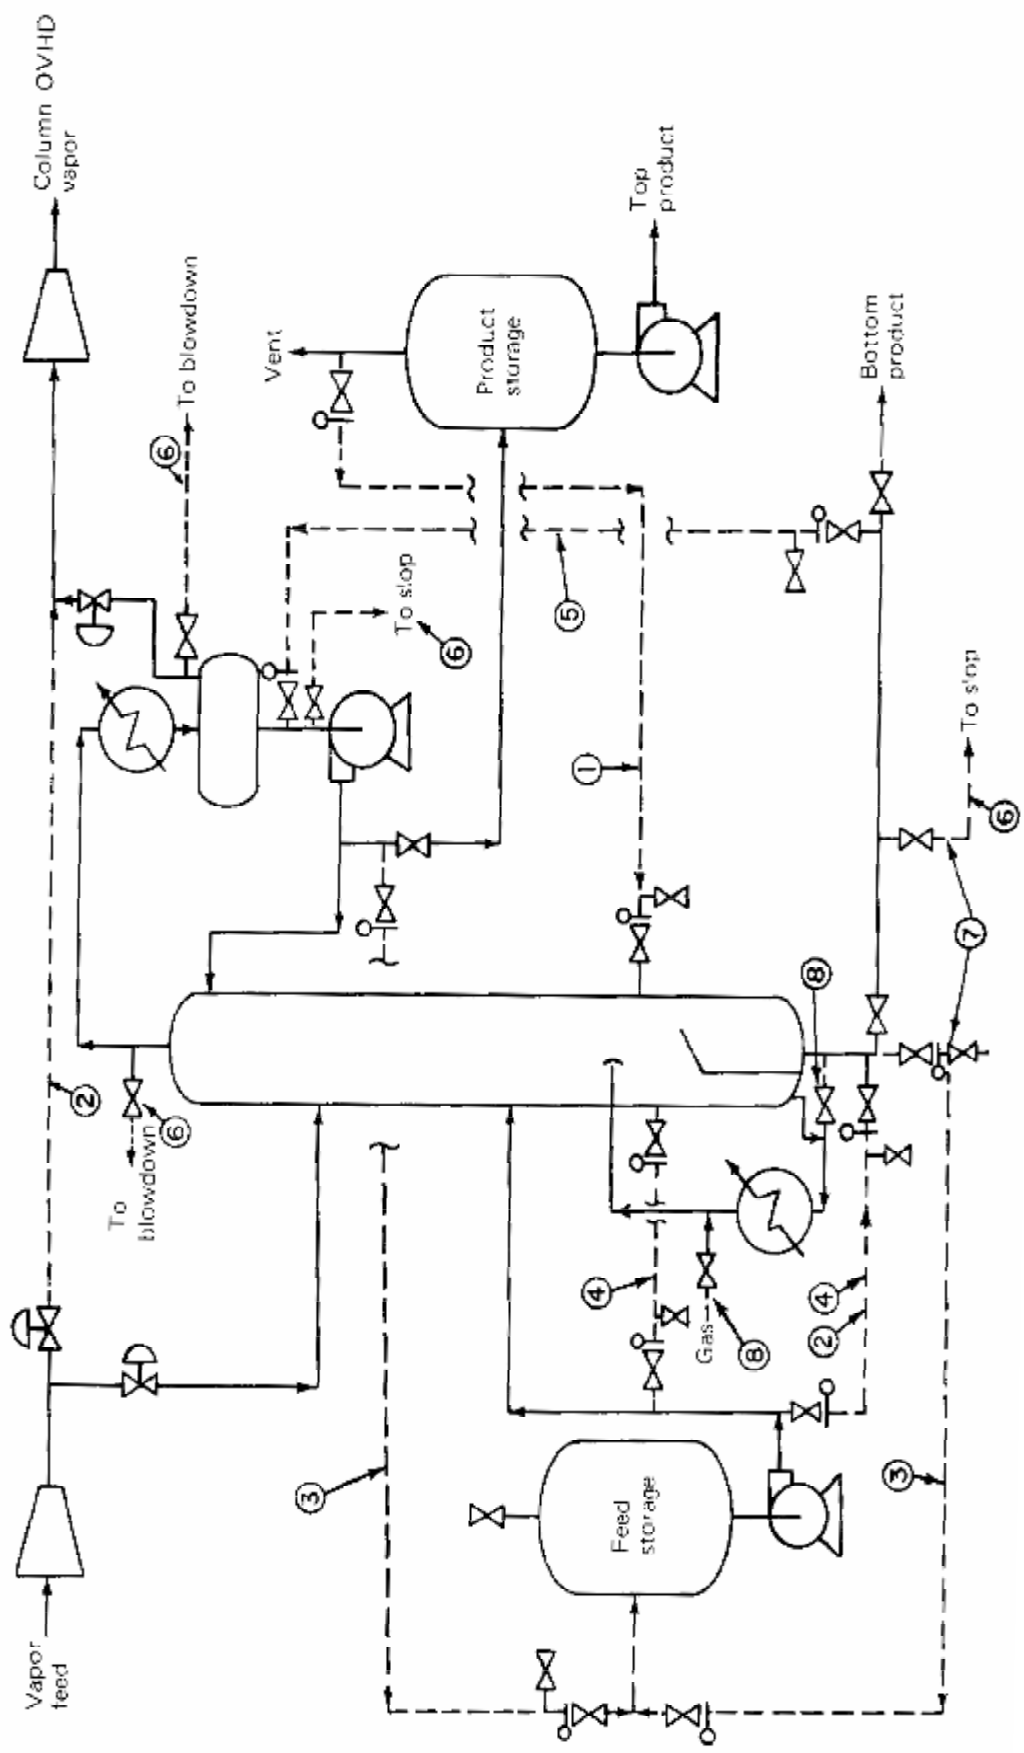 Column OVHD
vapor
To blowdown
⑥
Vent
Product
storage
Top
product
Bottom
product
To slop
⑥
⑤
①
To slop
⑥
⑦
⑧
②
To
blowdown
⑥
④
Gas
⑧
④
②
③
③
Feed
storage
Vapor
feed